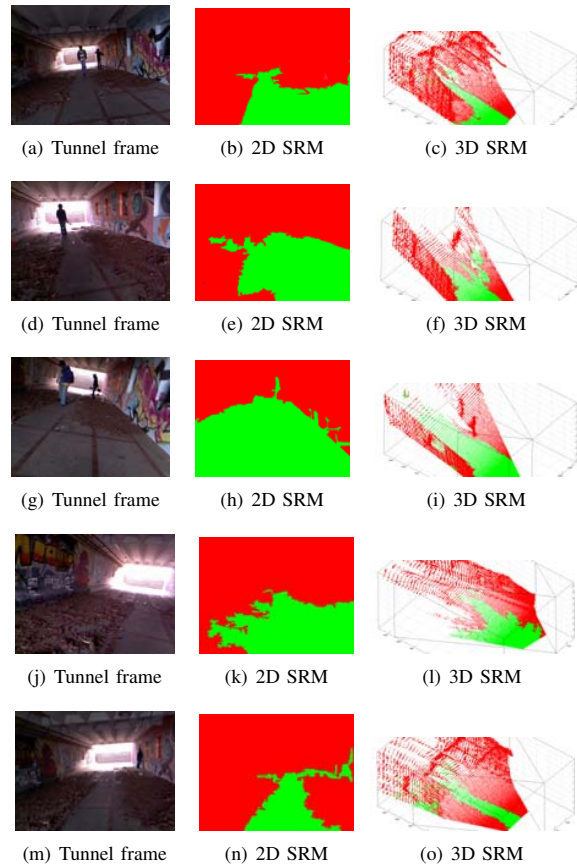 (a) Tunnel frame
(b) 2D SRM
(c) 3D SRM
(d) Tunnel frame
(e) 2D SRM
(f) 3D SRM
(g) Tunnel frame
(h) 2D SRM
(i) 3D SRM
(j) Tunnel frame
(k) 2D SRM
(l) 3D SRM
(m) Tunnel frame
(n) 2D SRM
(o) 3D SRM